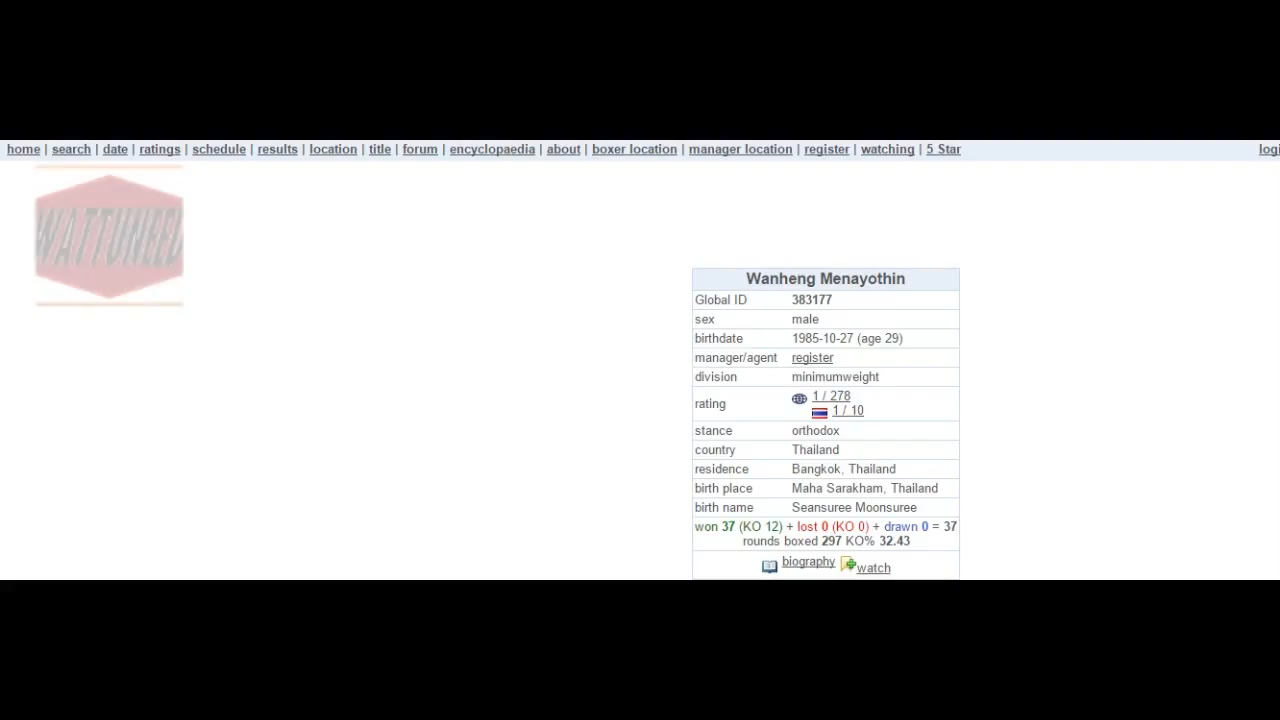 home | search | date | ratings | schedule | results | location | title | forum | encyclopaedia | about | boxer location | manager location | register | watching | 5 Star
logi
WATTUNEED
Wanheng Menayothin
Global ID 383177
sex male
birthdate 1985-10-27 (age 29)
manager/agent register
division minimumweight
rating 1 / 278
1 / 10
stance orthodox
country Thailand
residence Bangkok, Thailand
birth place Maha Sarakham, Thailand
birth name Seansuree Moonsuree
won 37 (KO 12) + lost 0 (KO 0) + drawn 0 = 37
rounds boxed 297 KO% 32.43
biography watch